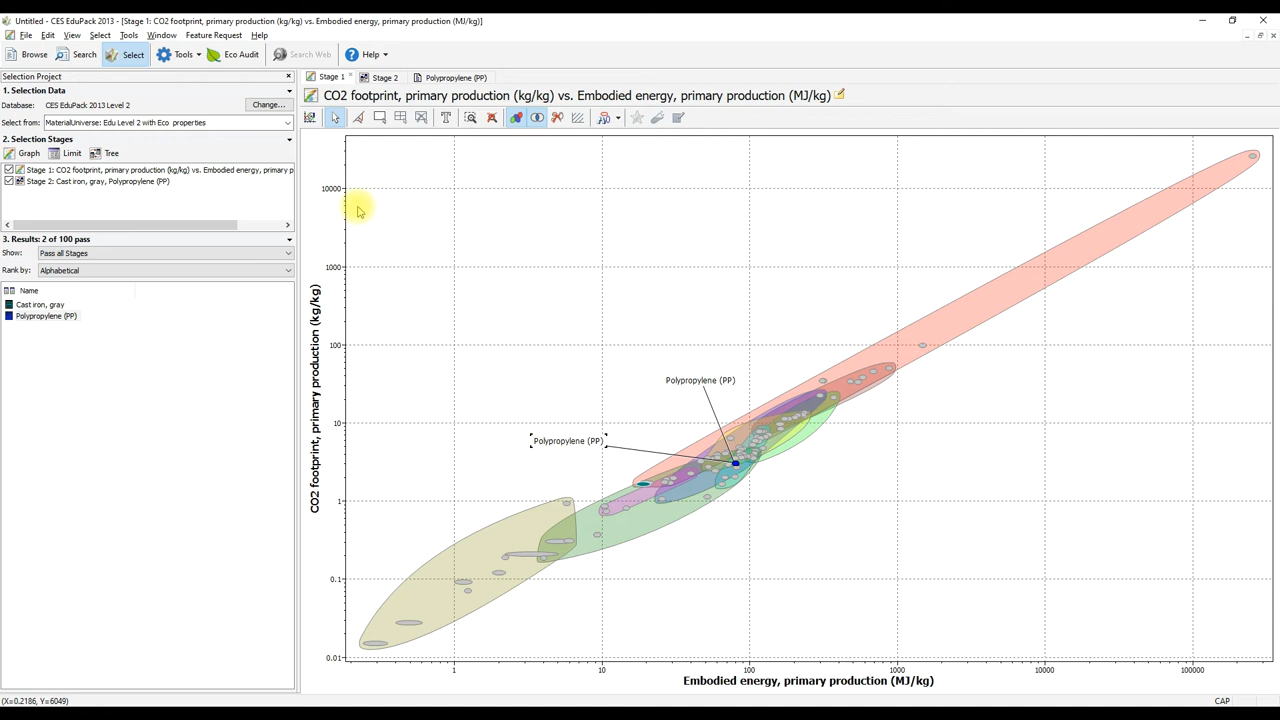 Untitled - CES EduPack 2013 - [Stage 1: CO2 footprint, primary production (kg/kg) vs. Embodied energy, primary production (MJ/kg)]
File Edit View Select Tools Window Feature Request Help
Browse Search Select Tools Eco Audit Search Web Help
Selection Project
1. Selection Data
Database: CES EduPack 2013 Level 2 Change...
Select from: MaterialUniverse: Edu Level 2 with Eco properties
2. Selection Stages
Graph Limit Tree
Stage 1: CO2 footprint, primary production (kg/kg) vs. Embodied energy, primary p
Stage 2: Cast iron, gray, Polypropylene (PP)
3. Results: 2 of 100 pass
Show: Pass all Stages
Rank by: Alphabetical
Name
Cast iron, gray
Polypropylene (PP)
Stage 1 Stage 2 Polypropylene (PP)
CO2 footprint, primary production (kg/kg) vs. Embodied energy, primary production (MJ/kg)
CO2 footprint, primary production (kg/kg)
10000
1000
100
10
1
0.1
0.01
Polypropylene (PP)
Polypropylene (PP)
1 10 100 1000 10000 100000
Embodied energy, primary production (MJ/kg)
(X=0.2186, Y=6049) CAP